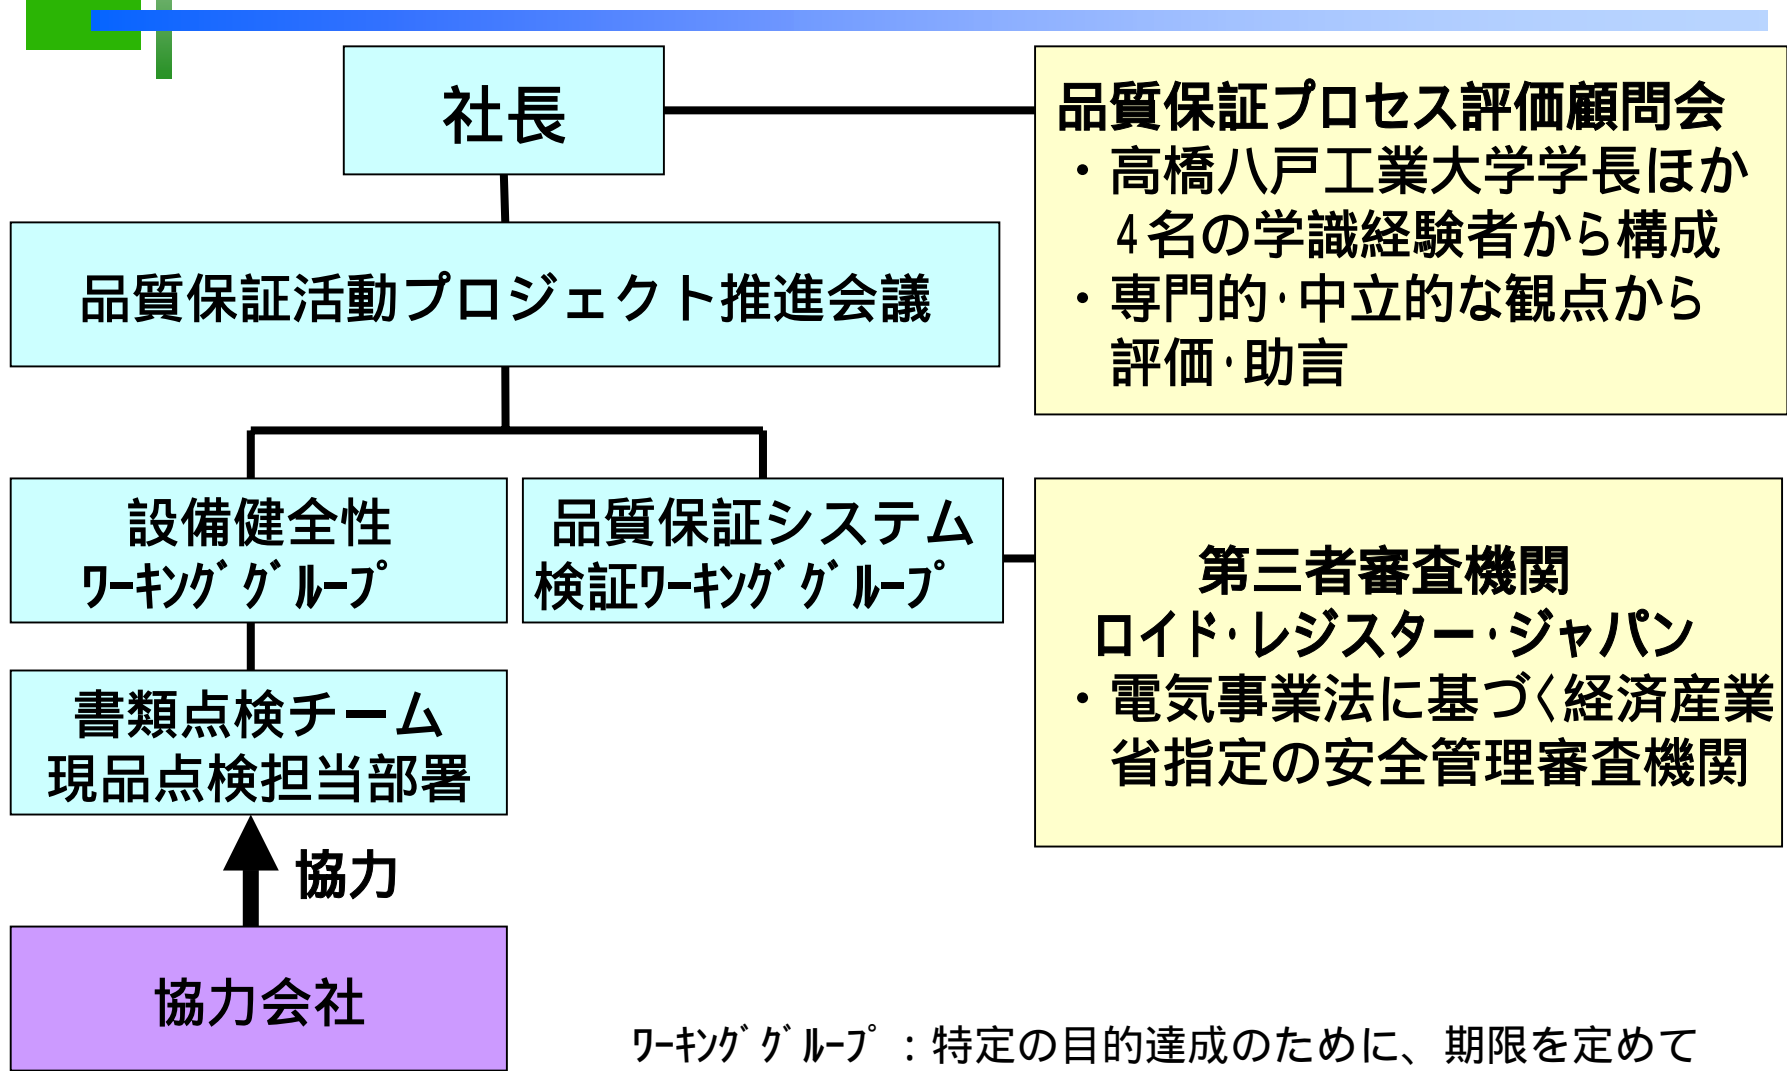 社長
品質保証プロセス評価顧問会
・高橋八戸工業大学学長ほか
4名の学識経験者から構成
・専門的・中立的な観点から
評価・助言
品質保証活動プロジェクト推進会議
設備健全性
ﾜｰｷﾝｸﾞｸﾞﾙｰﾌﾟ
品質保証システム
検証ﾜｰｷﾝｸﾞｸﾞﾙｰﾌﾟ
第三者審査機関
ロイド・レジスター・ジャパン
・電気事業法に基づく経済産業
省指定の安全管理審査機関
書類点検チーム
現品点検担当部署
協力
協力会社
ﾜｰｷﾝｸﾞｸﾞﾙｰﾌﾟ：特定の目的達成のために、期限を定めて